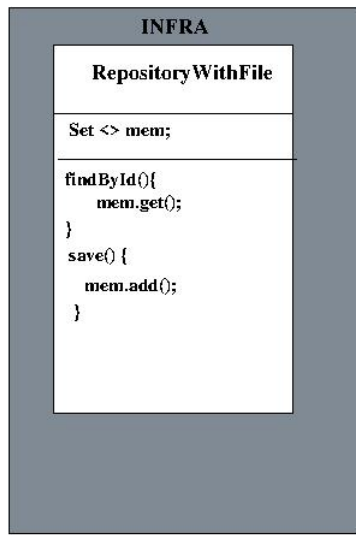 INFRA
RepositoryWithFile
Set <> mem;
findById(){
mem.get();
}
save() {
mem.add();
}